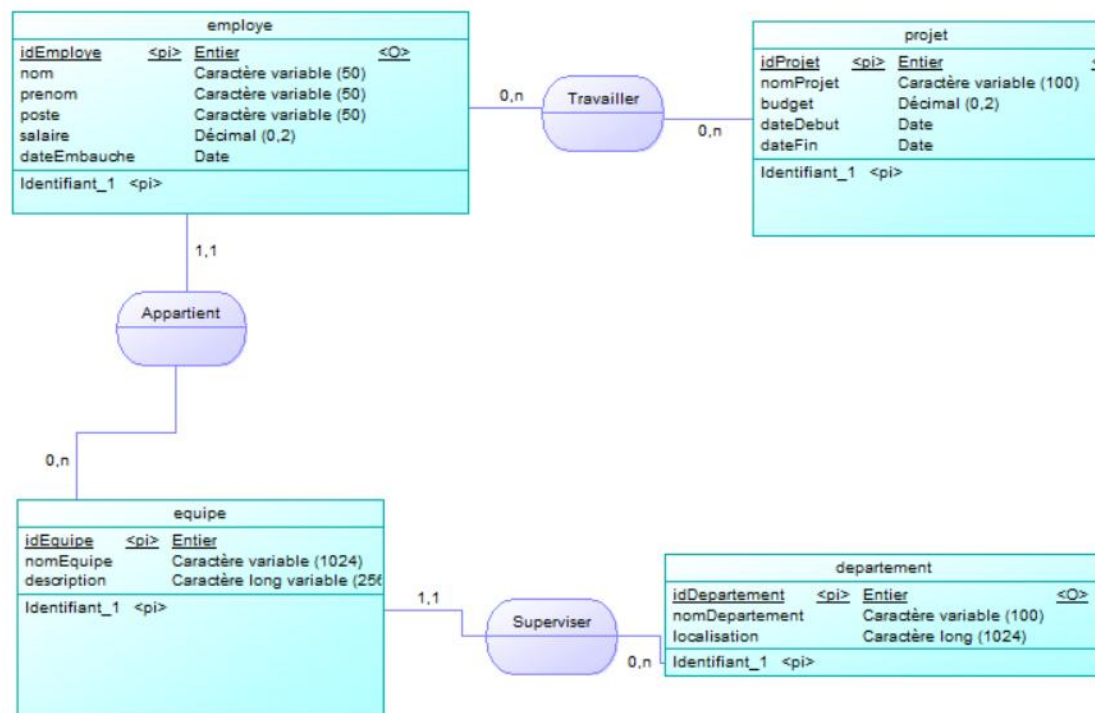 employe
idEmploye <pi> Entier <O>
nom Caractère variable (50)
prenom Caractère variable (50)
poste Caractère variable (50)
salaire Décimal (0,2)
dateEmbauche Date
Identifiant_1 <pi>
0,n
Travailler
0,n
projet
idProjet <pi> Entier <
nomProjet Caractère variable (100)
budget Décimal (0,2)
dateDebut Date
dateFin Date
Identifiant_1 <pi>
1,1
Appartient
0,n
equipe
idEquipe <pi> Entier
nomEquipe Caractère variable (1024)
description Caractère long variable (256
Identifiant_1 <pi>
1,1
Superviser
0,n
departement
idDepartement <pi> Entier <O>
nomDepartement Caractère variable (100)
localisation Caractère long (1024)
Identifiant_1 <pi>